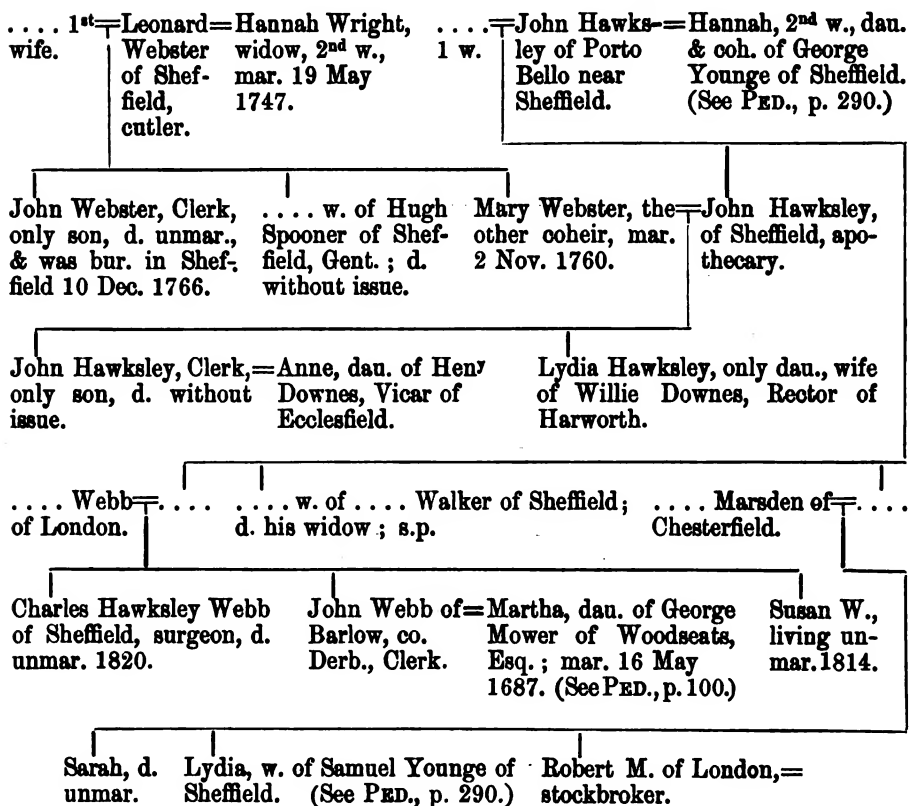 .... 1st Leonard= Hannah Wright,
wife. Webster widow, 2nd w.,
of Shef- mar. 19 May
field, 1747.
cutler.
.... John Hawks-= Hannah, 2nd w., dau.
1 w. ley of Porto & coh. of George
Bello near Younge of Sheffield.
Sheffield. (See PED., p. 290.)
John Webster, Clerk,
only son, d. unmar.,
& was bur. in Shef-
field 10 Dec. 1766.
.... w. of Hugh
Spooner of Shef-
field, Gent.; d.
without issue.
Mary Webster, the=John Hawksley,
other coheir, mar. of Sheffield, apo-
2 Nov. 1760. thecary.
John Hawksley, Clerk,= Anne, dau. of Henʸ
only son, d. without Downes, Vicar of
issue. Ecclesfield.
Lydia Hawksley, only dau., wife
of Willie Downes, Rector of
Harworth.
.... Webb=....
of London.
.... w. of .... Walker of Sheffield;
d. his widow; s.p.
.... Marsden of=....
Chesterfield.
Charles Hawksley Webb
of Sheffield, surgeon, d.
unmar. 1820.
John Webb of= Martha, dau. of George
Barlow, co. Mower of Woodseats,
Derb., Clerk. Esq.; mar. 16 May
1687. (See PED., p. 100.)
Susan W.,
living un-
mar. 1814.
Sarah, d.
unmar.
Lydia, w. of Samuel Younge of
Sheffield. (See PED., p. 290.)
Robert M. of London,=
stockbroker.